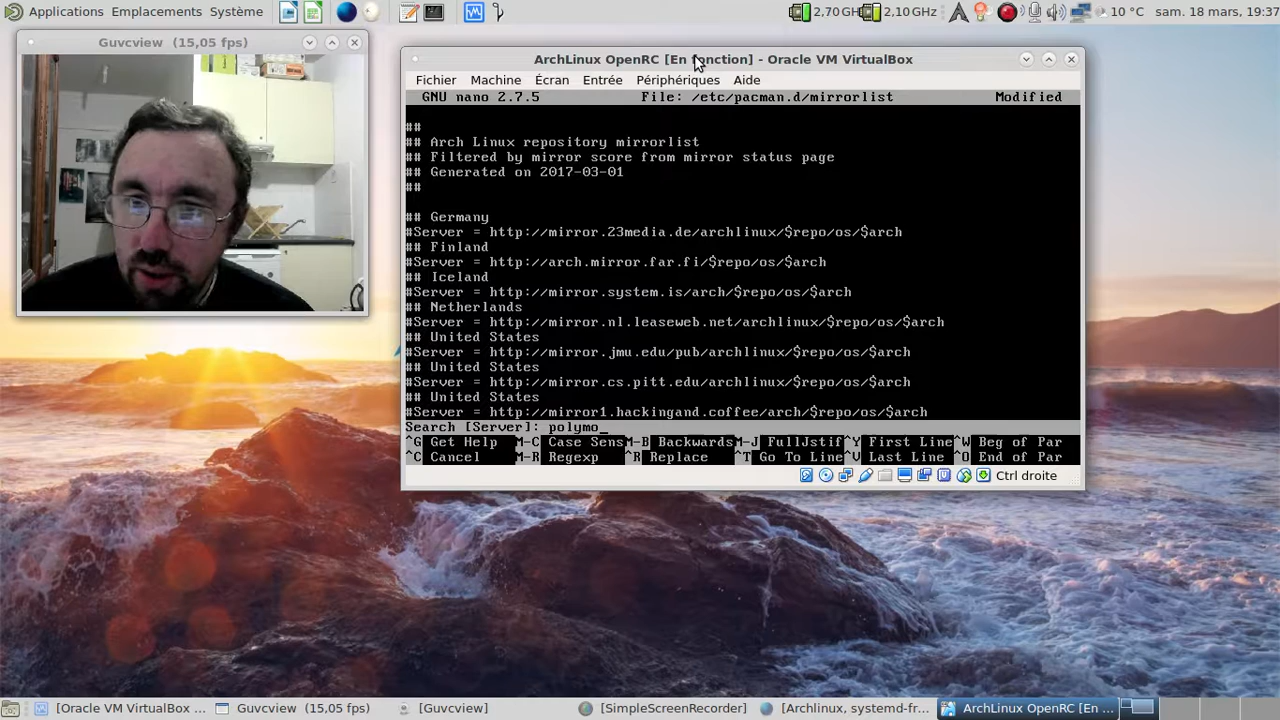 Applications Emplacements Système
2,70 GHz 2,10 GHz 10 °C sam. 18 mars, 19:37
Guvcview (15,05 fps)
ArchLinux OpenRC [En fonction] - Oracle VM VirtualBox
Fichier Machine Écran Entrée Périphériques Aide
GNU nano 2.7.5 File: /etc/pacman.d/mirrorlist Modified
##
## Arch Linux repository mirrorlist
## Filtered by mirror score from mirror status page
## Generated on 2017-03-01
##
## Germany
#Server = http://mirror.23media.de/archlinux/$repo/os/$arch
## Finland
#Server = http://arch.mirror.far.fi/$repo/os/$arch
## Iceland
#Server = http://mirror.system.is/arch/$repo/os/$arch
## Netherlands
#Server = http://mirror.nl.leaseweb.net/archlinux/$repo/os/$arch
## United States
#Server = http://mirror.jmu.edu/pub/archlinux/$repo/os/$arch
## United States
#Server = http://mirror.cs.pitt.edu/archlinux/$repo/os/$arch
## United States
#Server = http://mirror1.hackingand.coffee/arch/$repo/os/$arch
Search [Server]: polymo_
^G Get Help M-C Case Sens M-B Backwards M-J FullJstif ^Y First Line ^W Beg of Par
^C Cancel M-R Regexp ^R Replace ^T Go To Line ^V Last Line ^O End of Par
Ctrl droite
[Oracle VM VirtualBox ... Guvcview (15,05 fps) [Guvcview] [SimpleScreenRecorder] [Archlinux, systemd-fr... ArchLinux OpenRC [En ...